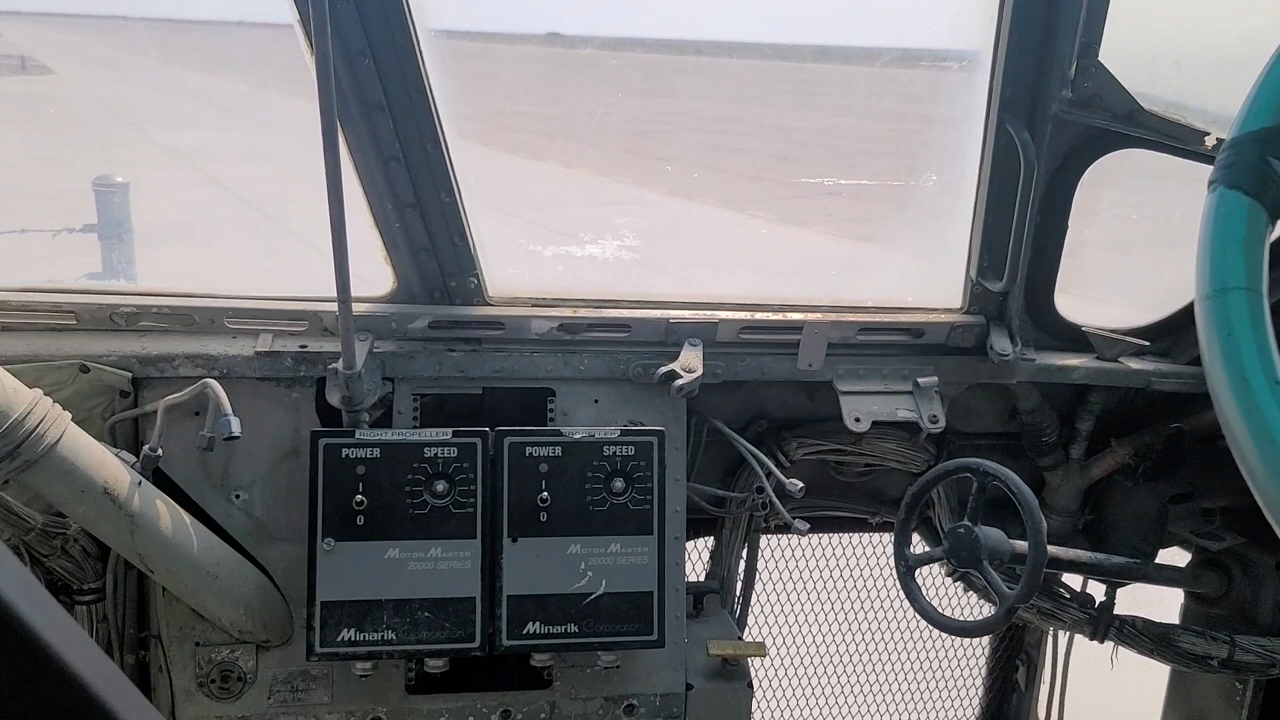 RIGHT PROPELLER
POWER
SPEED
I
0
MOTOR MASTER
20000 SERIES
Minarik Corporation
PROPELLER
POWER
SPEED
I
0
MOTOR MASTER
20000 SERIES
Minarik Corporation